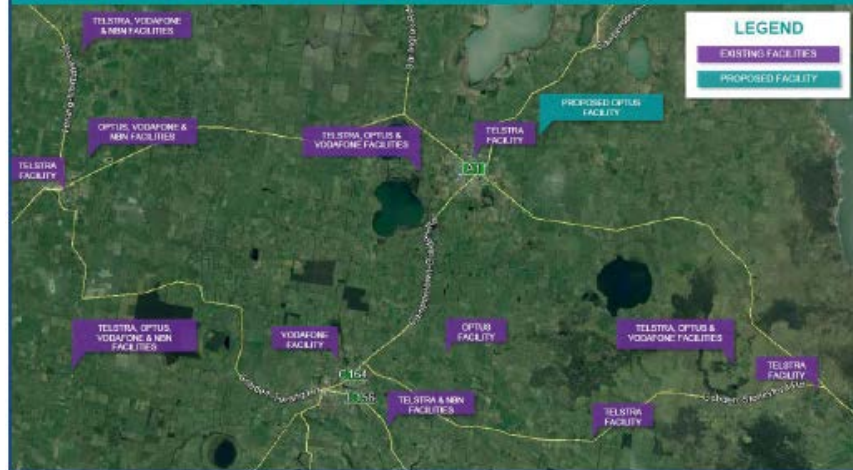 TELSTRA, VODAFONE
& NBN FACILITIES
LEGEND
EXISTING FACILITIES
PROPOSED FACILITY
PROPOSED OPTUS
FACILITY
OPTUS, VODAFONE &
NBN FACILITIES
TELSTRA, OPTUS &
VODAFONE FACILITIES
TELSTRA
FACILITY
TELSTRA
FACILITY
TELSTRA, OPTUS,
VODAFONE & NBN
FACILITIES
VODAFONE
FACILITY
OPTUS
FACILITY
TELSTRA, OPTUS &
VODAFONE FACILITIES
TELSTRA
FACILITY
C164
TELSTRA & NBN
FACILITIES
TELSTRA
FACILITY